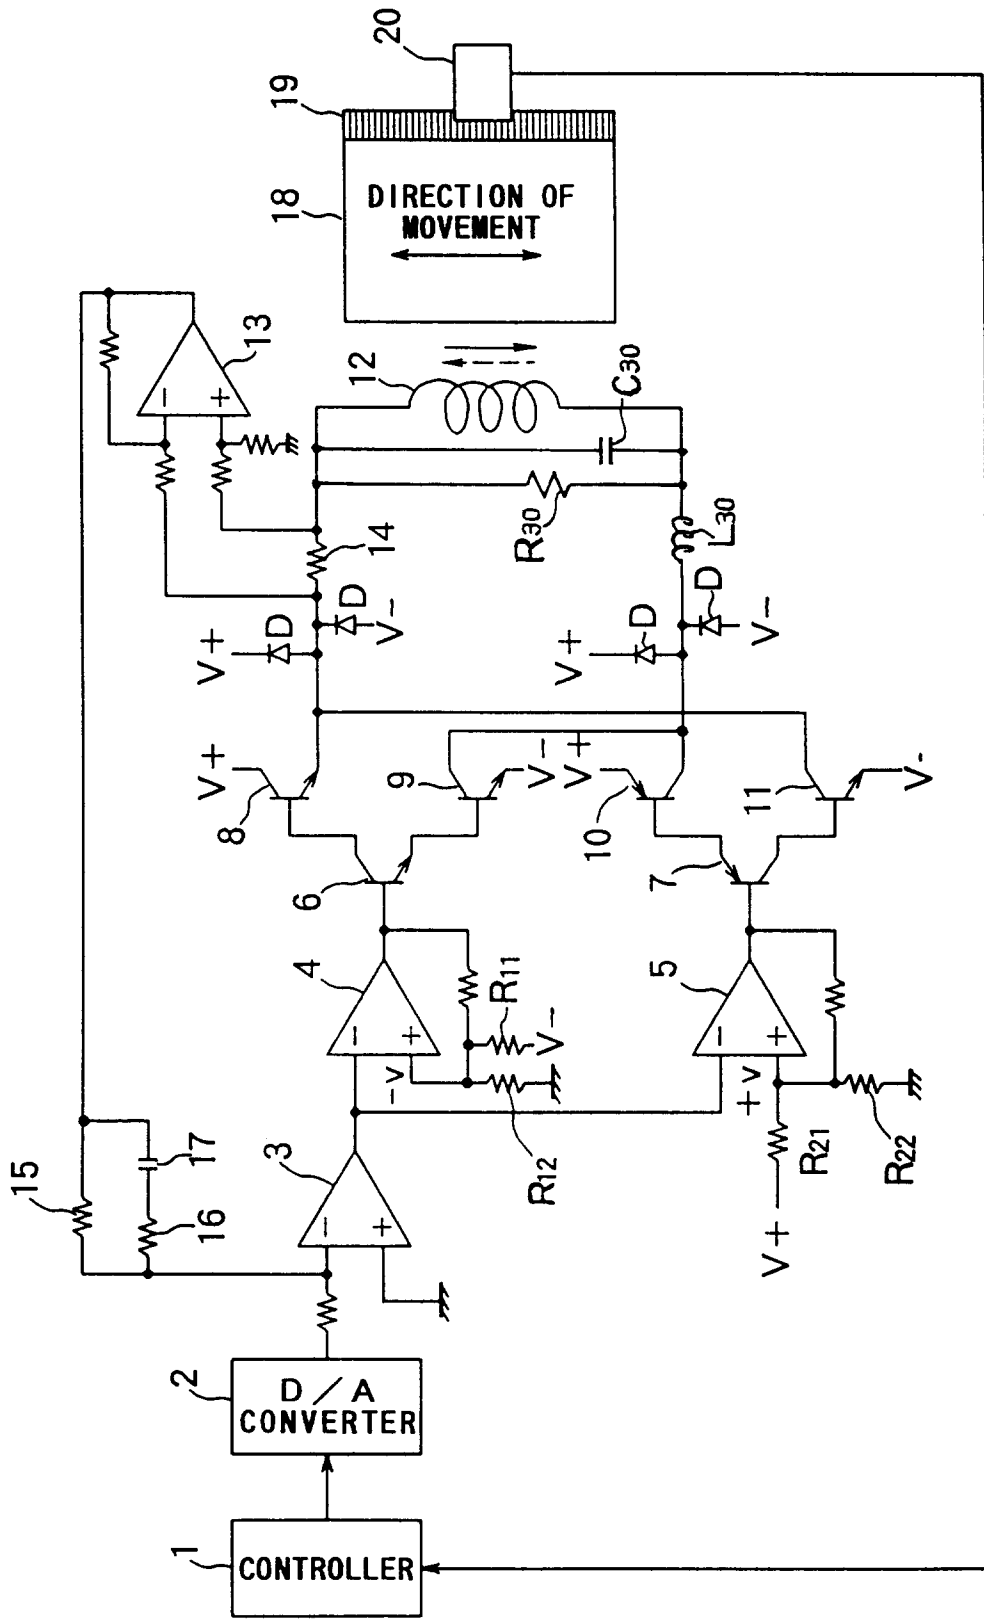 1
CONTROLLER
2
D/A
CONVERTER
3
−
+
15
16
17
4
−
+
-v
R11
V-
R12
5
−
+
+v
V+
R21
R22
6
7
8
V+
9
V-
10
V+
11
V-
V+
D
D
V-
V+
D
D
V-
14
13
−
+
12
R30
C30
L30
18
DIRECTION OF
MOVEMENT
19
20